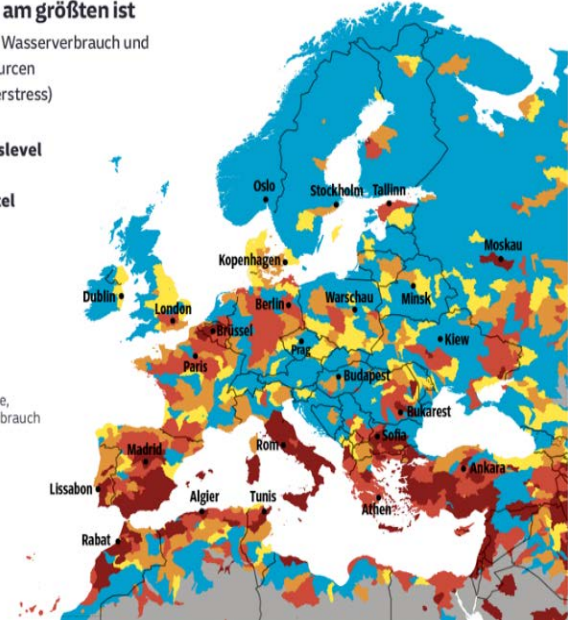 am größten ist
Wasserverbrauch und
urcen
erstress)
slevel
tel
Oslo
Stockholm
Tallinn
Moskau
Kopenhagen
Dublin
London
Berlin
Warschau
Minsk
Brüssel
Prag
Kiew
Paris
Budapest
Bukarest
Sofia
Rom
Madrid
Ankara
Lissabon
Algier
Tunis
Athen
Rabat
e,
brauch